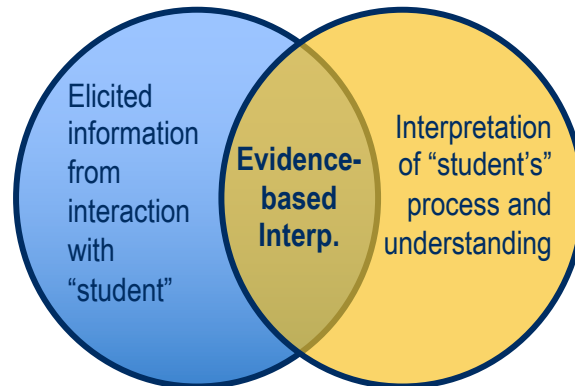 Elicited
information
from
interaction
with
“student”
Evidence-
based
Interp.
Interpretation
of “student’s”
process and
understanding